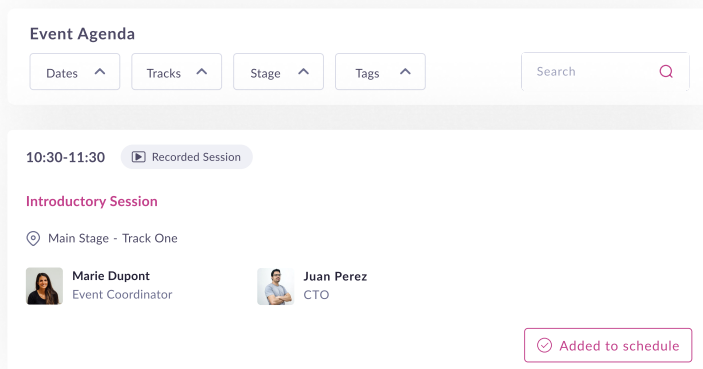 Event Agenda
Dates
Tracks
Stage
Tags
Search
10:30-11:30
Recorded Session
Introductory Session
Main Stage - Track One
Marie Dupont
Event Coordinator
Juan Perez
CTO
Added to schedule